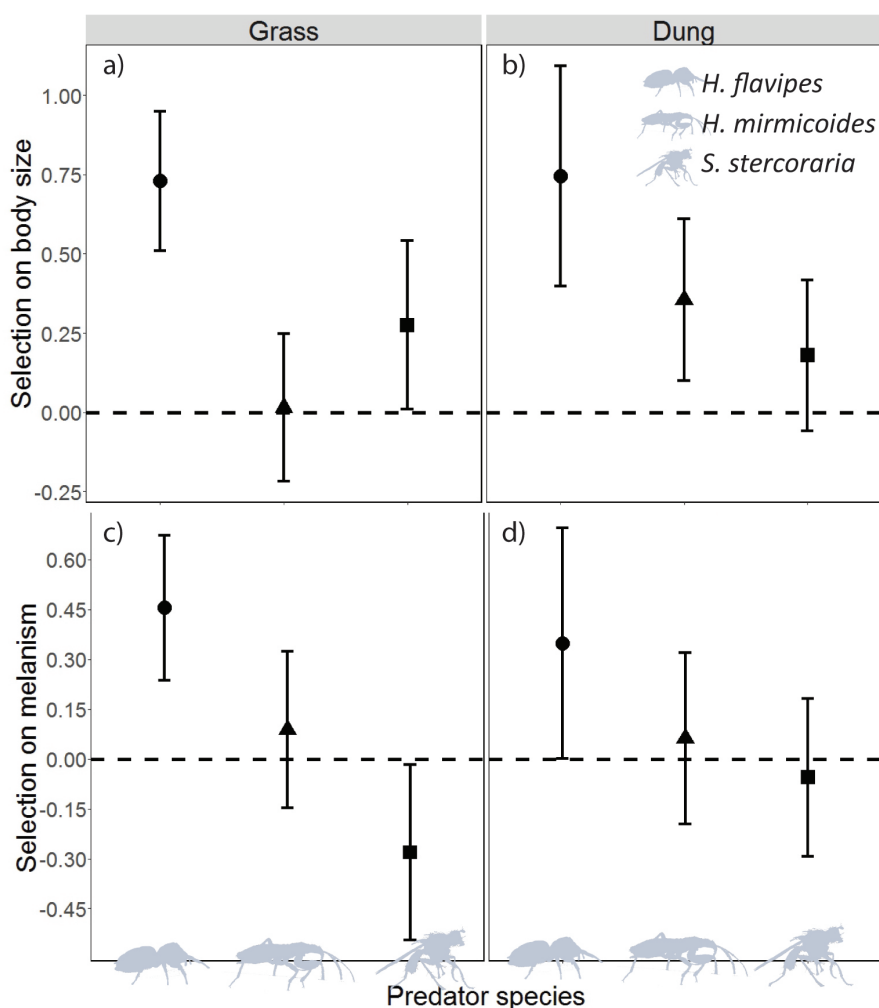 Grass
Dung
a)
b)
H. flavipes
H. mirmicoides
S. stercoraria
Selection on body size
1.00
0.75
0.50
0.25
0.00
-0.25
c)
d)
Selection on melanism
0.60
0.45
0.30
0.15
0.00
-0.15
-0.30
-0.45
Predator species